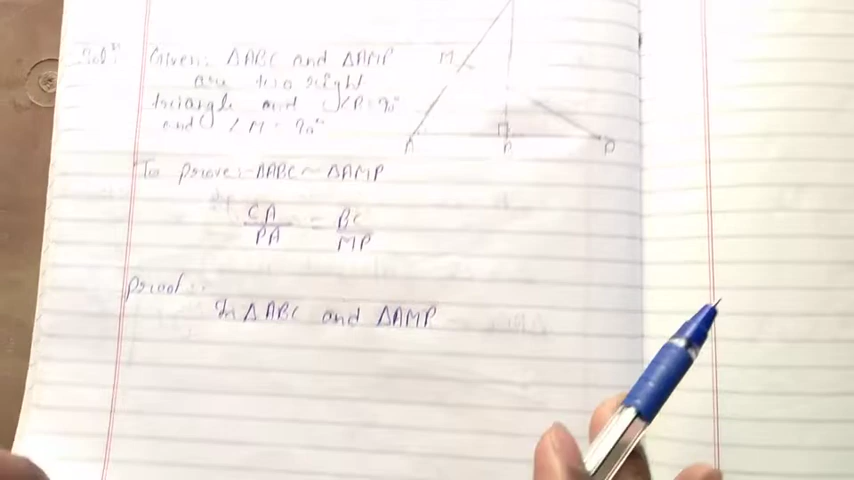 Solⁿ: Given:- ΔABC and ΔAMP
are two right
triangle and ∠B=90°
and ∠M = 90°
M
A
B
P
To prove:- ΔABC ~ ΔAMP
CA/PA = BC/MP
Proof:-
In ΔABC and ΔAMP